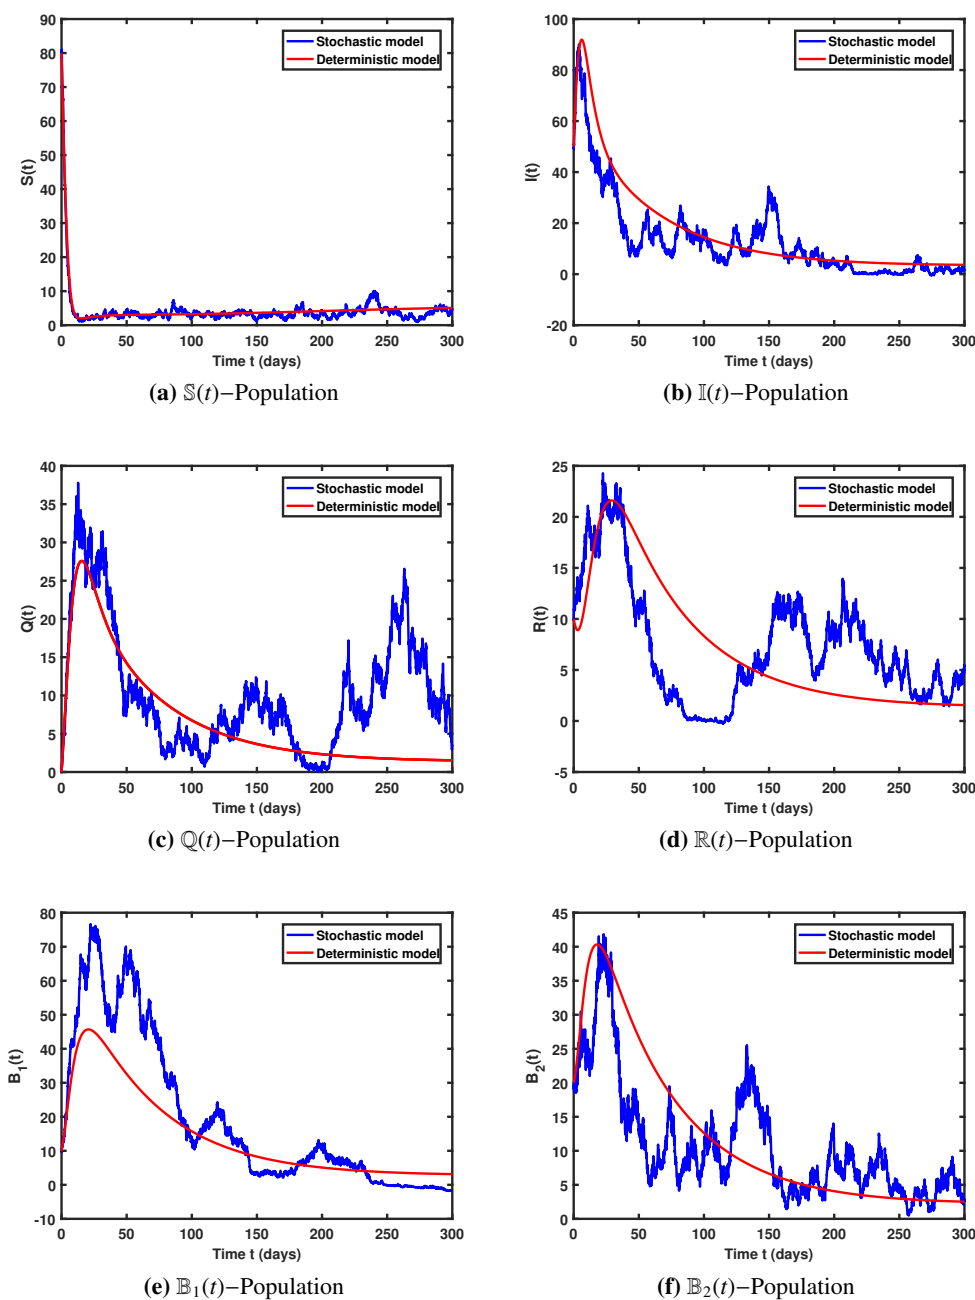 90
80
70
60
50
40
30
20
10
0
S(t)
Stochastic model
Deterministic model
0 50 100 150 200 250 300
Time t (days)
(a) 𝕊(t)−Population
100
80
60
40
20
0
-20
I(t)
Stochastic model
Deterministic model
0 50 100 150 200 250 300
Time t (days)
(b) 𝕀(t)−Population
40
35
30
25
20
15
10
5
0
Q(t)
Stochastic model
Deterministic model
0 50 100 150 200 250 300
Time t (days)
(c) ℚ(t)−Population
25
20
15
10
5
0
-5
R(t)
Stochastic model
Deterministic model
0 50 100 150 200 250 300
Time t (days)
(d) ℝ(t)−Population
80
70
60
50
40
30
20
10
0
-10
B₁(t)
Stochastic model
Deterministic model
0 50 100 150 200 250 300
Time t (days)
(e) 𝔹₁(t)−Population
45
40
35
30
25
20
15
10
5
0
B₂(t)
Stochastic model
Deterministic model
0 50 100 150 200 250 300
Time t (days)
(f) 𝔹₂(t)−Population